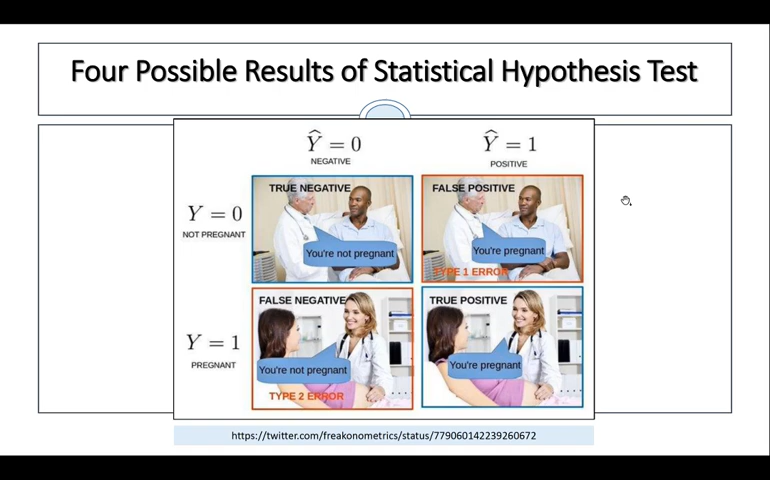 Four Possible Results of Statistical Hypothesis Test
Ŷ = 0
NEGATIVE
Ŷ = 1
POSITIVE
Y = 0
NOT PREGNANT
TRUE NEGATIVE
You're not pregnant
FALSE POSITIVE
You're pregnant
TYPE 1 ERROR
Y = 1
PREGNANT
FALSE NEGATIVE
You're not pregnant
TYPE 2 ERROR
TRUE POSITIVE
You're pregnant
https://twitter.com/freakonometrics/status/779060142239260672